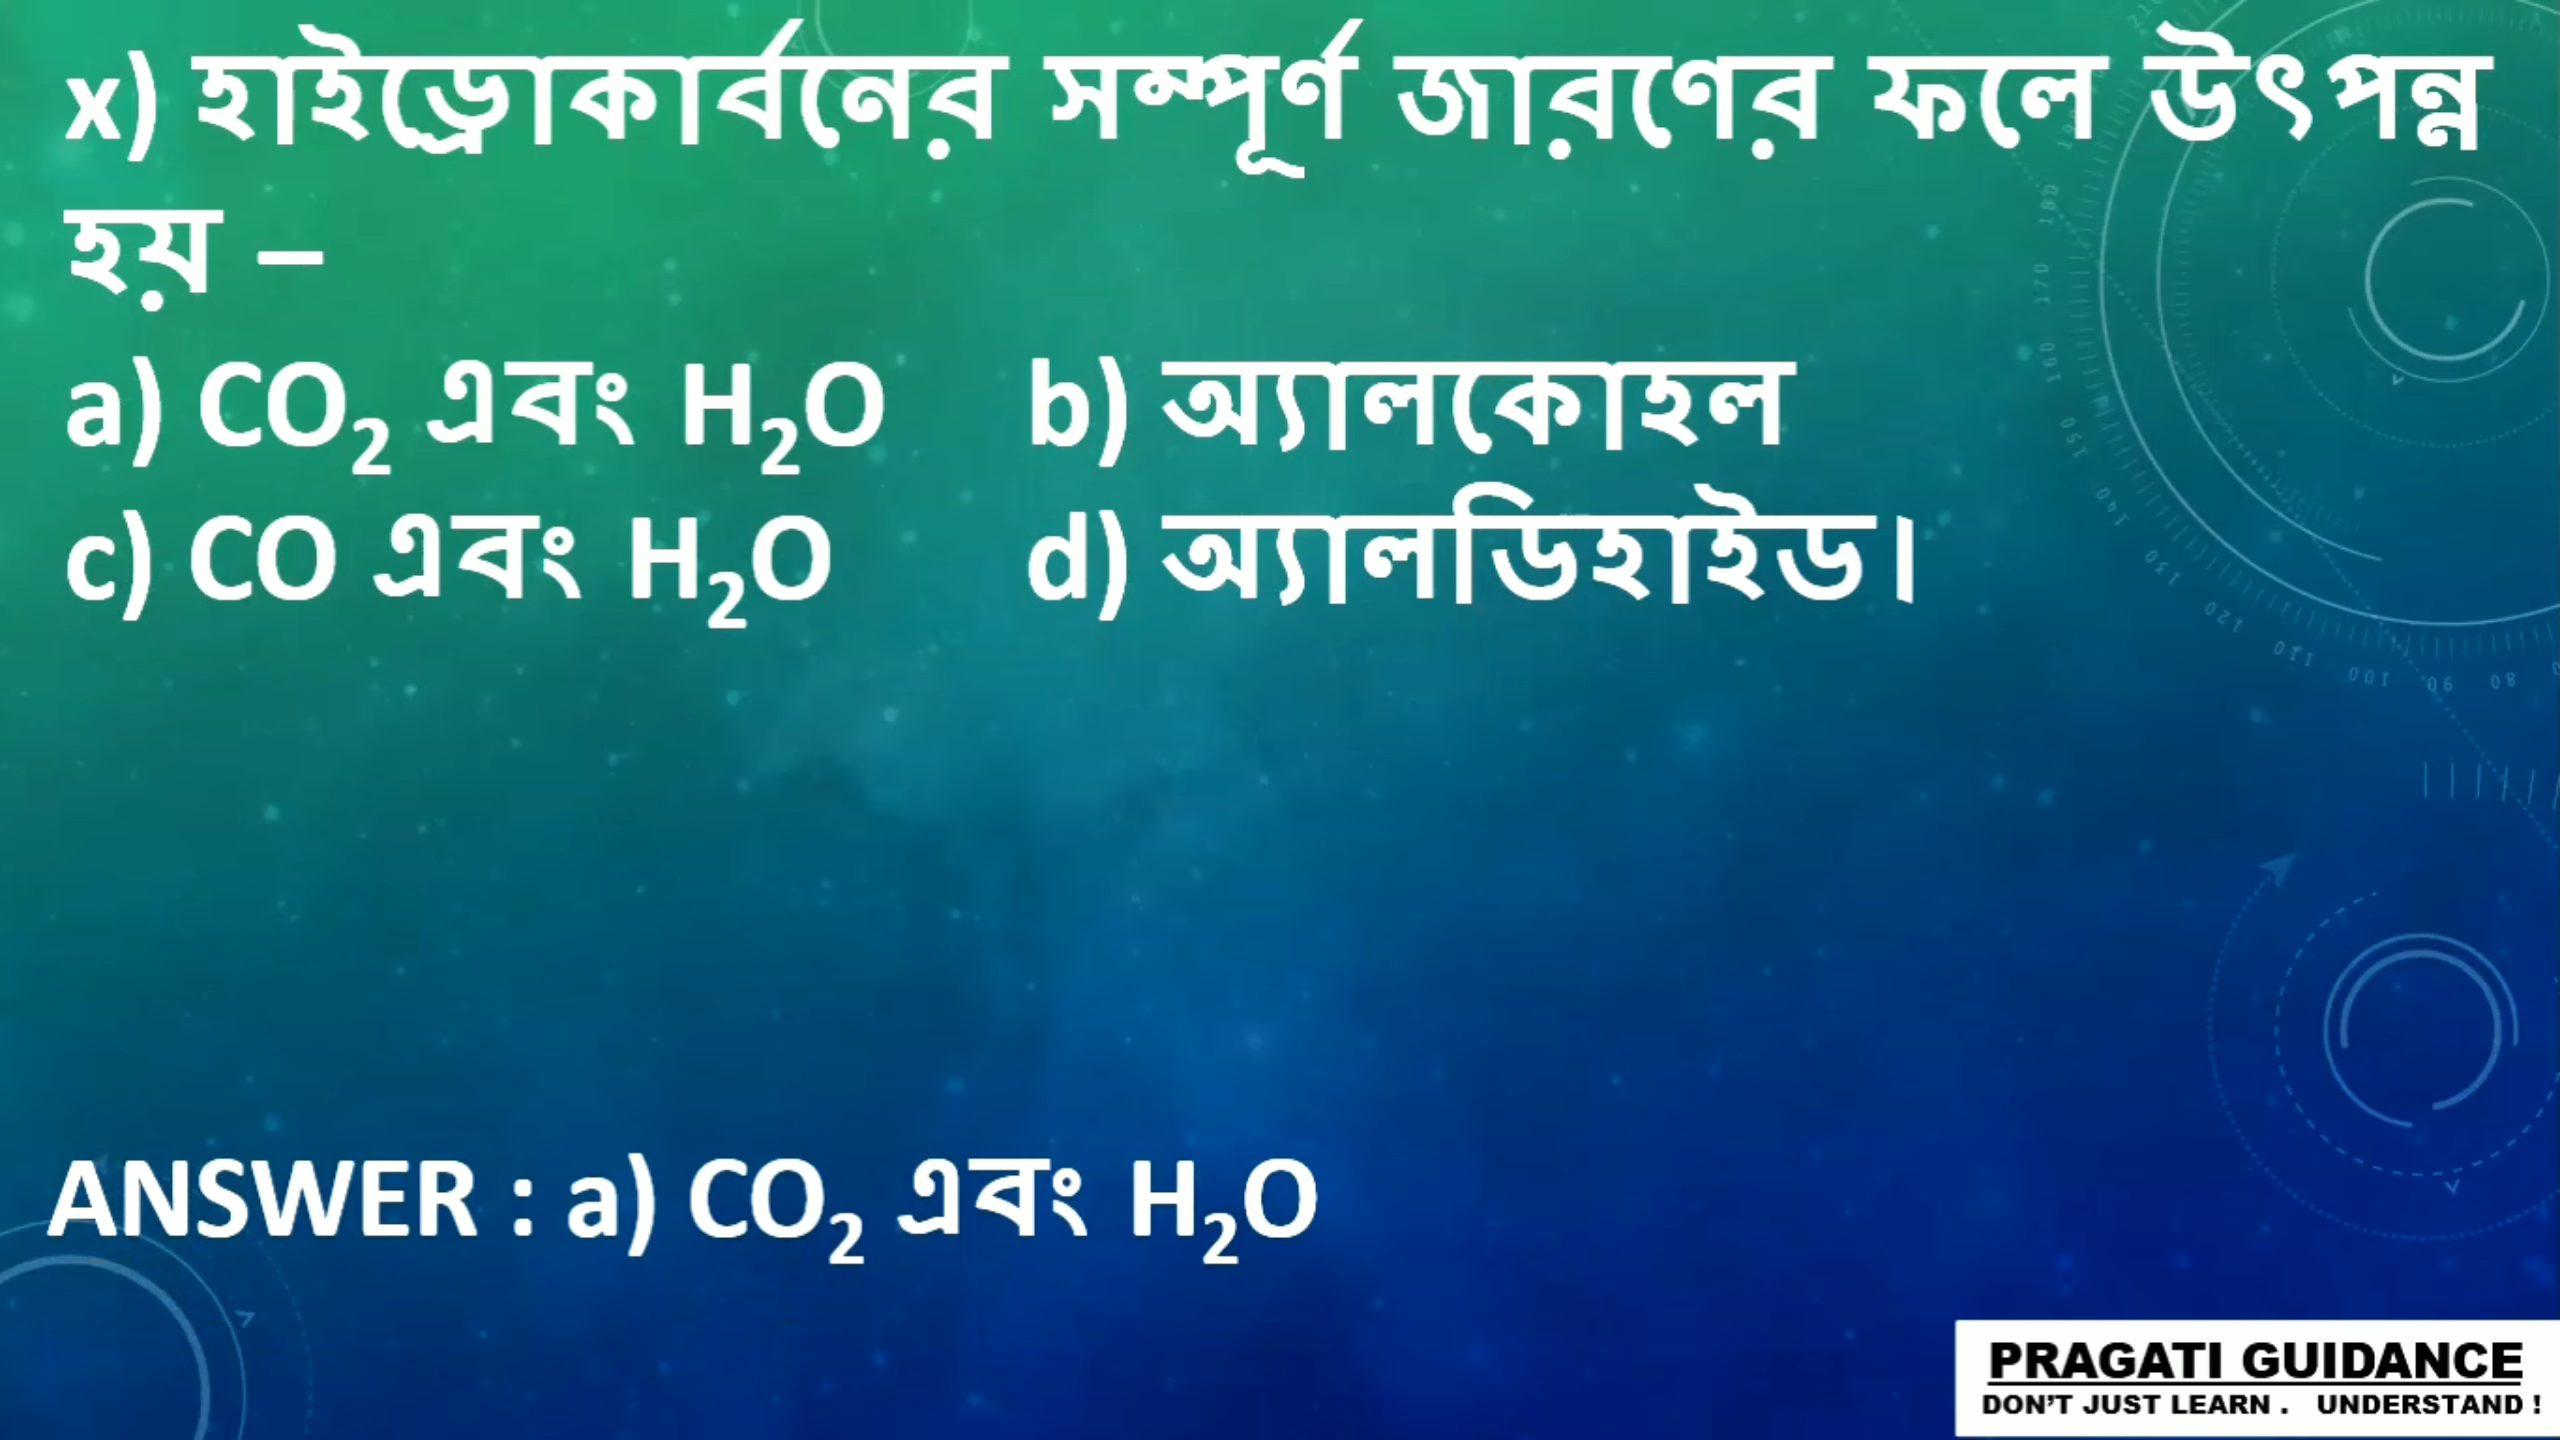 x) হাইড্রোকার্বনের সম্পূর্ণ জারণের ফলে উৎপন্ন
হয় –
a) CO₂ এবং H₂O b) অ্যালকোহল
c) CO এবং H₂O d) অ্যালডিহাইড।
ANSWER : a) CO₂ এবং H₂O
PRAGATI GUIDANCE
DON'T JUST LEARN . UNDERSTAND !